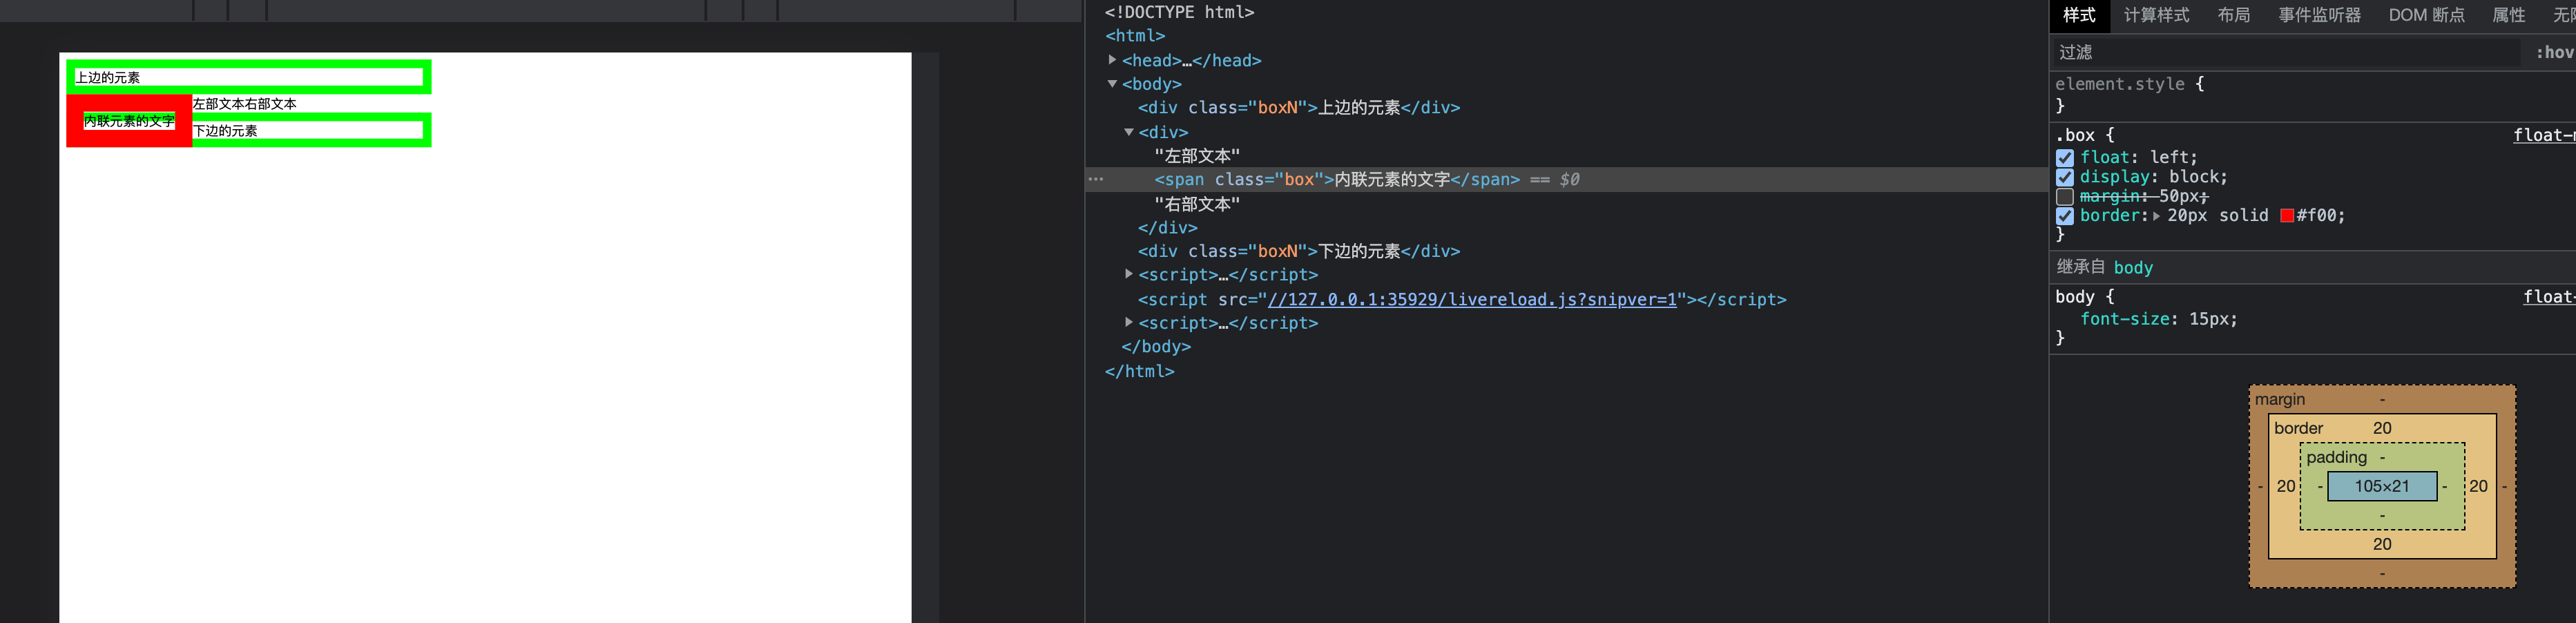 上边的元素
左部文本右部文本
内联元素的文字
下边的元素
<!DOCTYPE html>
<html>
<head>…</head>
<body>
<div class="boxN">上边的元素</div>
<div>
"左部文本"
<span class="box">内联元素的文字</span> == $0
"右部文本"
</div>
<div class="boxN">下边的元素</div>
<script>…</script>
<script src="//127.0.0.1:35929/livereload.js?snipver=1"></script>
<script>…</script>
</body>
</html>
样式 计算样式 布局 事件监听器 DOM 断点 属性
过滤 :hov
element.style {
}
.box { float-
float: left;
display: block;
margin: 50px;
border: 20px solid #f00;
}
继承自 body
body { float-
font-size: 15px;
}
margin -
border 20
padding -
- 20 - 105×21 - 20 -
-
20
-